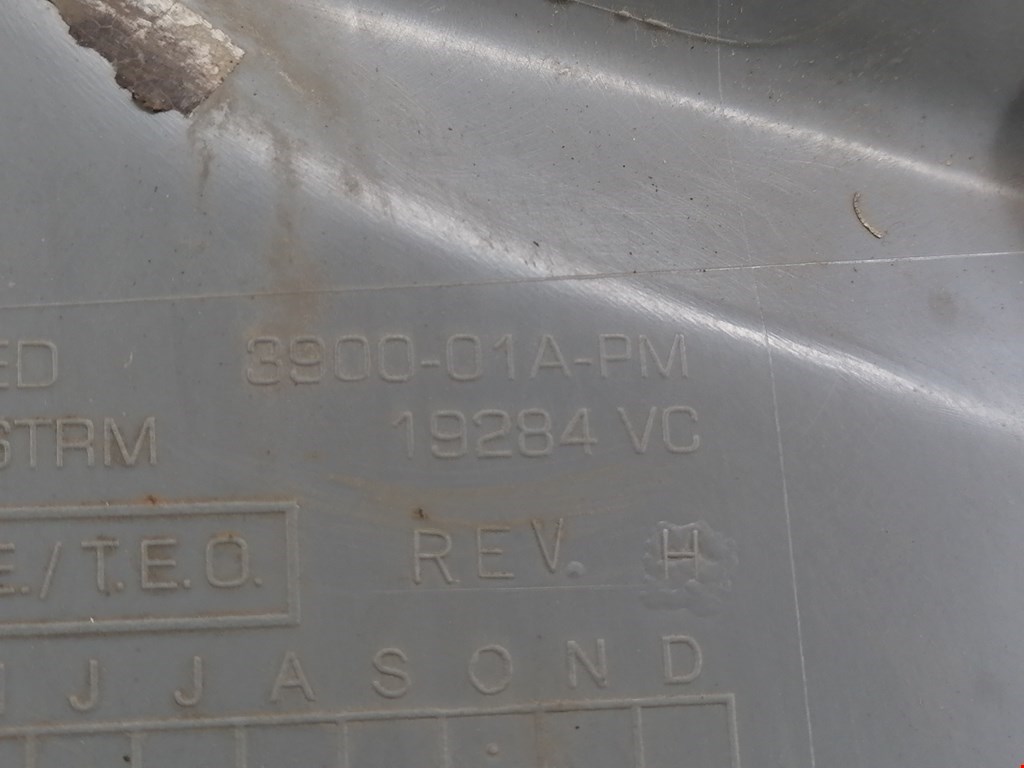 ED 3900-01A-PM
STRM 19284 VC
E./T.E.O. REV. H
J J A S O N D